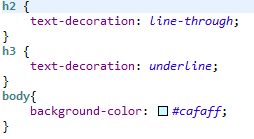 h2 {
    text-decoration: line-through;
}
h3 {
    text-decoration: underline;
}
body{
    background-color: #cafaff;
}